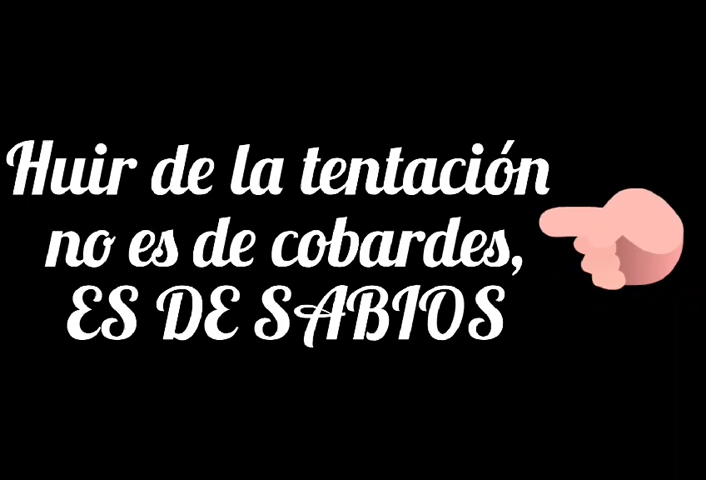 Huir de la tentación
no es de cobardes,
ES DE SABIOS